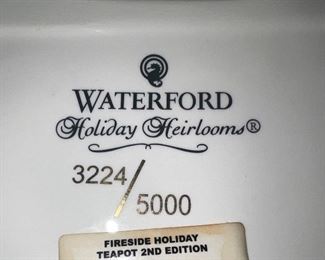 WATERFORD
Holiday Heirlooms®
3224/
5000
FIRESIDE HOLIDAY
TEAPOT 2ND EDITION